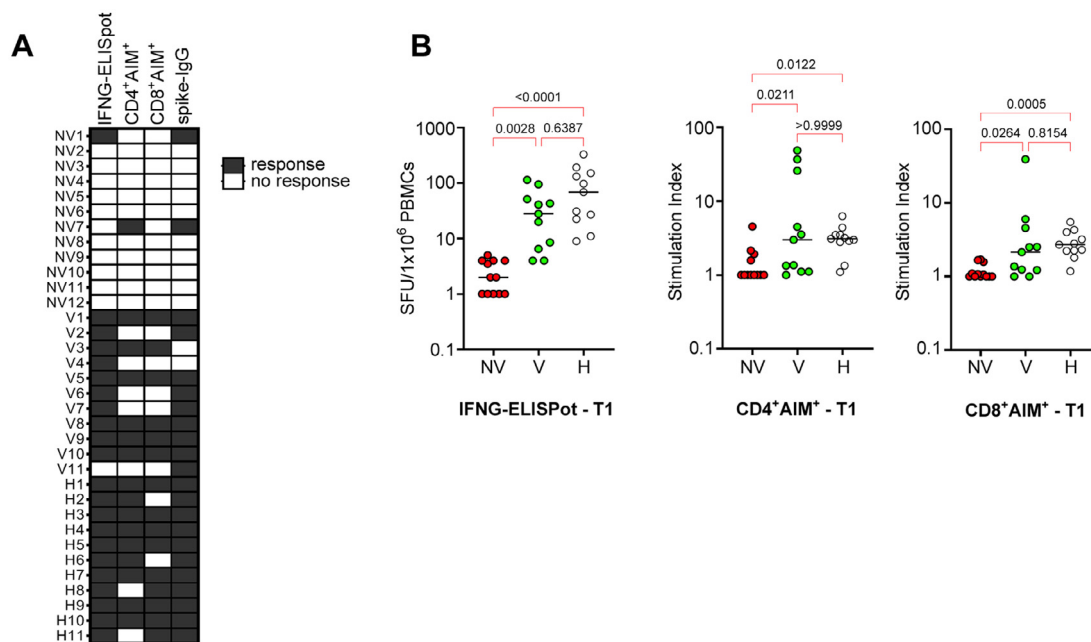 A
IFNG-ELISpot
CD4⁺AIM⁺
CD8⁺AIM⁺
spike-IgG
NV1
NV2
NV3
NV4
NV5
NV6
NV7
NV8
NV9
NV10
NV11
NV12
V1
V2
V3
V4
V5
V6
V7
V8
V9
V10
V11
H1
H2
H3
H4
H5
H6
H7
H8
H9
H10
H11
response
no response
B
<0.0001
0.0028
0.6387
1000
100
10
1
0.1
SFU/1x10⁶ PBMCs
NV V H
IFNG-ELISPot - T1
0.0122
0.0211
>0.9999
100
10
1
0.1
Stimulation Index
NV V H
CD4⁺AIM⁺ - T1
0.0005
0.0264
0.8154
100
10
1
0.1
Stimulation Index
NV V H
CD8⁺AIM⁺ - T1